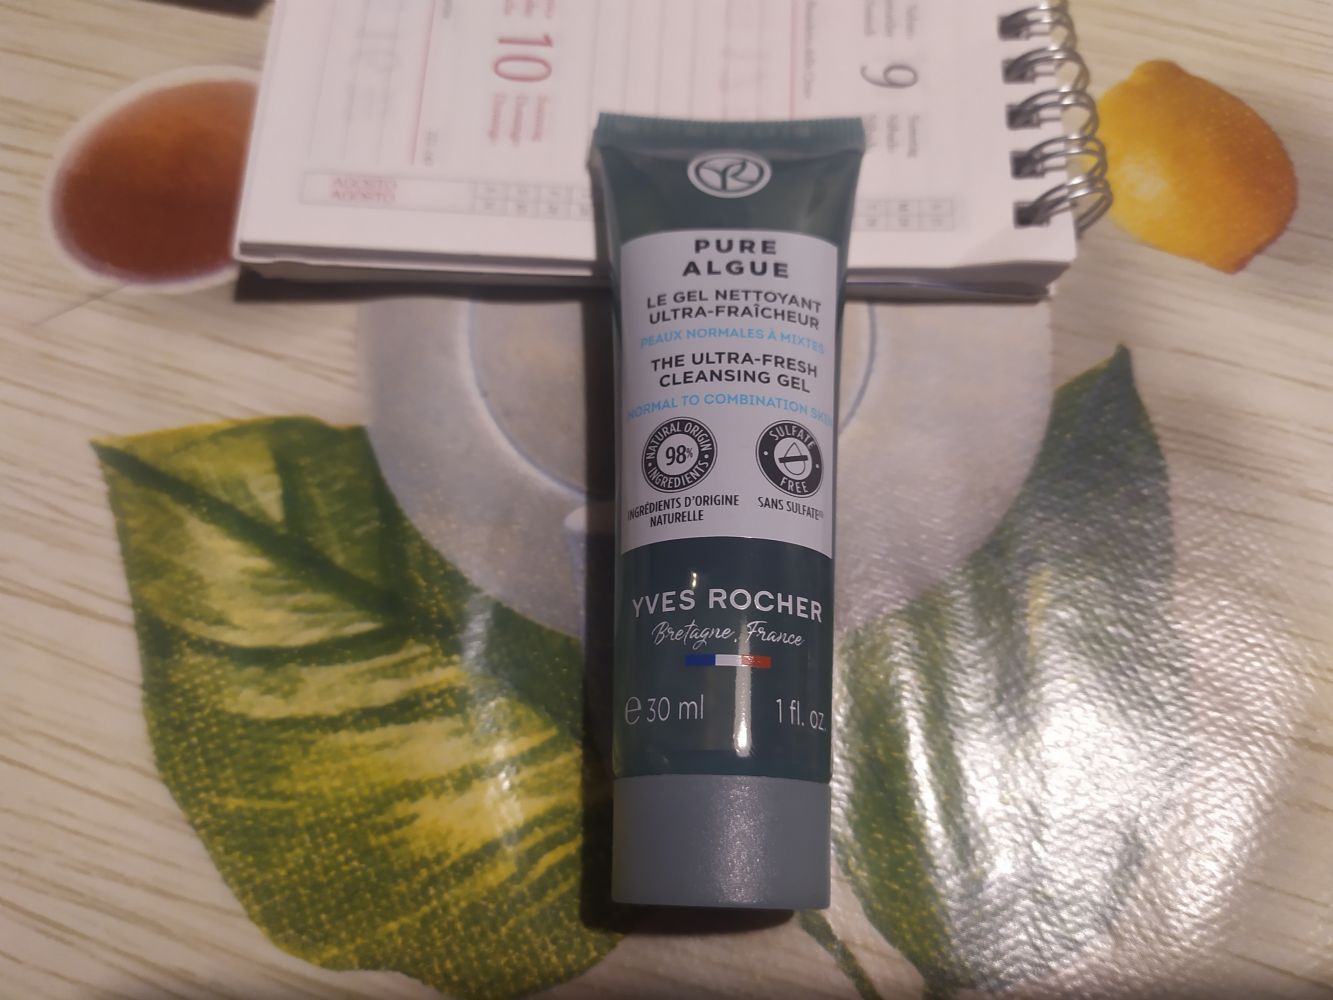 10
9
AGOSTO
AGOSTO
YR
PURE
ALGUE
LE GEL NETTOYANT
ULTRA-FRAÎCHEUR
PEAUX NORMALES À MIXTES
THE ULTRA-FRESH
CLEANSING GEL
NORMAL TO COMBINATION SKIN
NATURAL ORIGIN
98%
INGREDIENTS
INGRÉDIENTS D'ORIGINE
NATURELLE
SULFATE
FREE
SANS SULFATE
YVES ROCHER
Bretagne, France
e 30 ml 1 fl. oz.